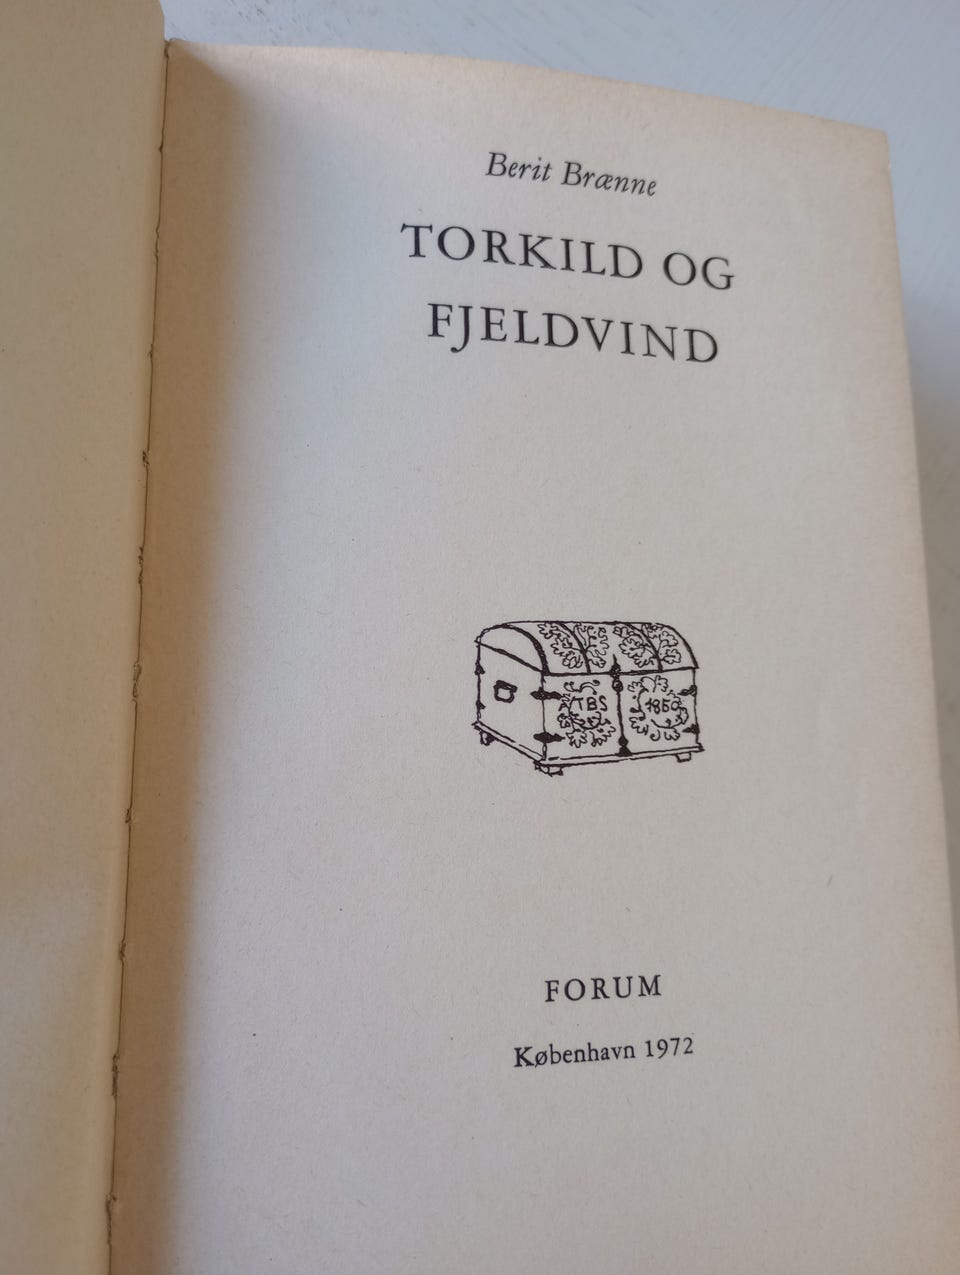 Berit Brænne
TORKILD OG
FJELDVIND
TBS 1850
FORUM
København 1972